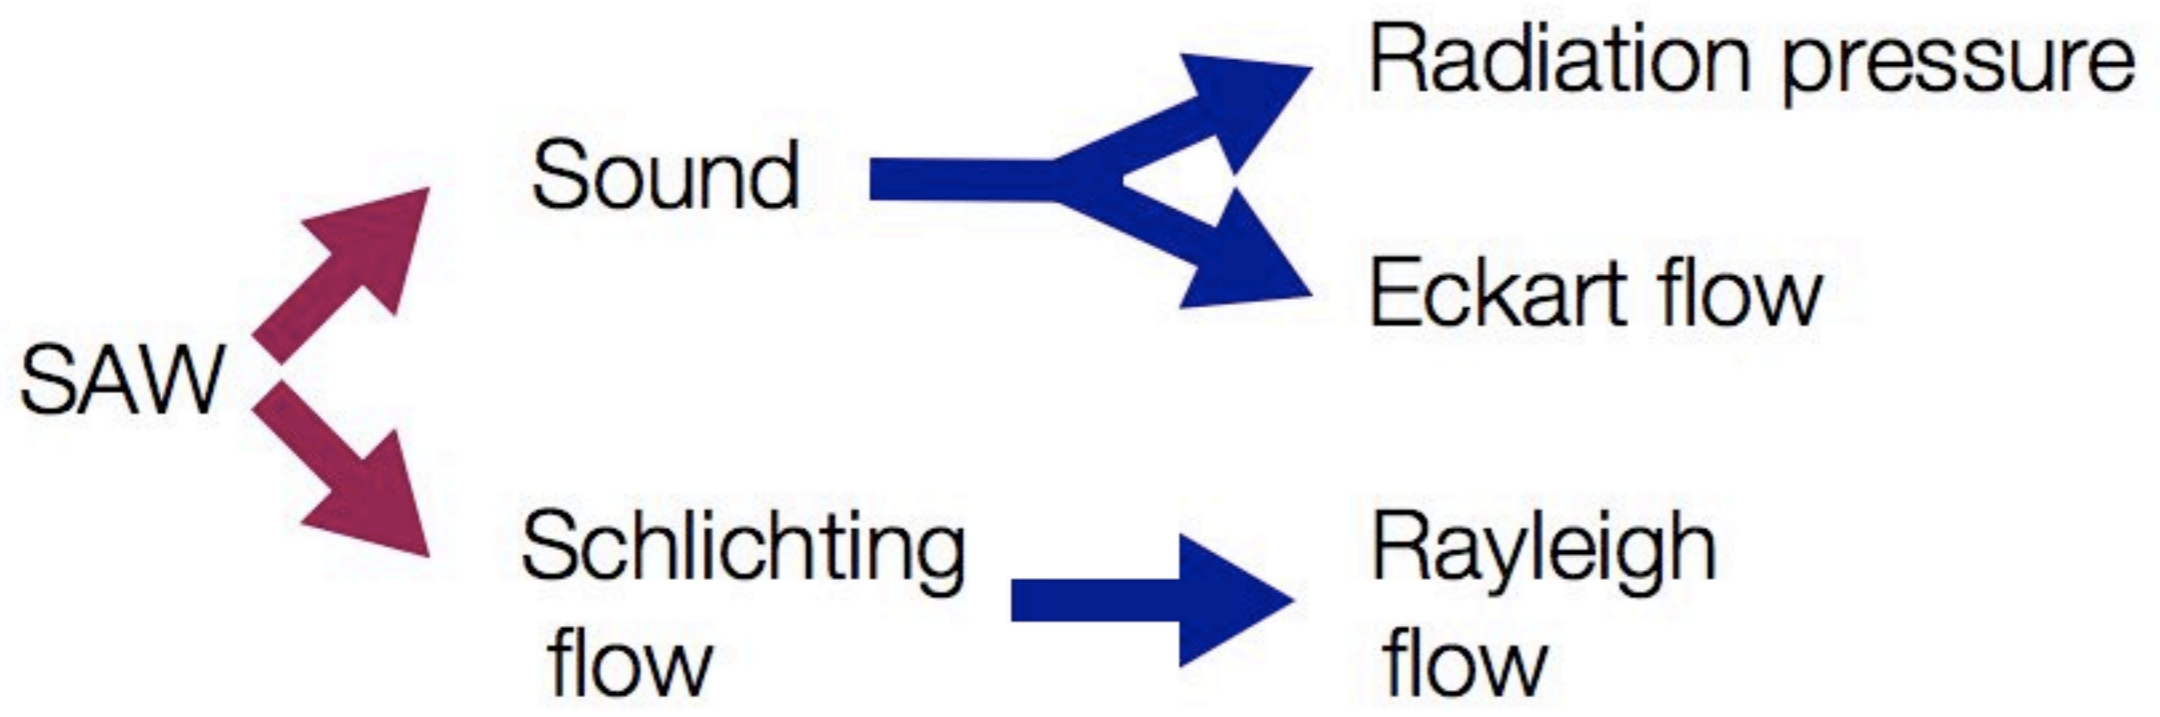 Radiation pressure
Sound
Eckart flow
SAW
Schlichting
flow
Rayleigh
flow